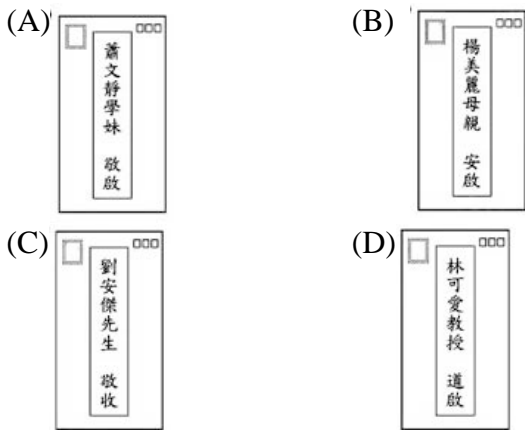 (A)
蕭文靜學妹 敬啟
(B)
楊美麗母親 安啟
(C)
劉安傑先生 敬收
(D)
林可愛教授 道啟